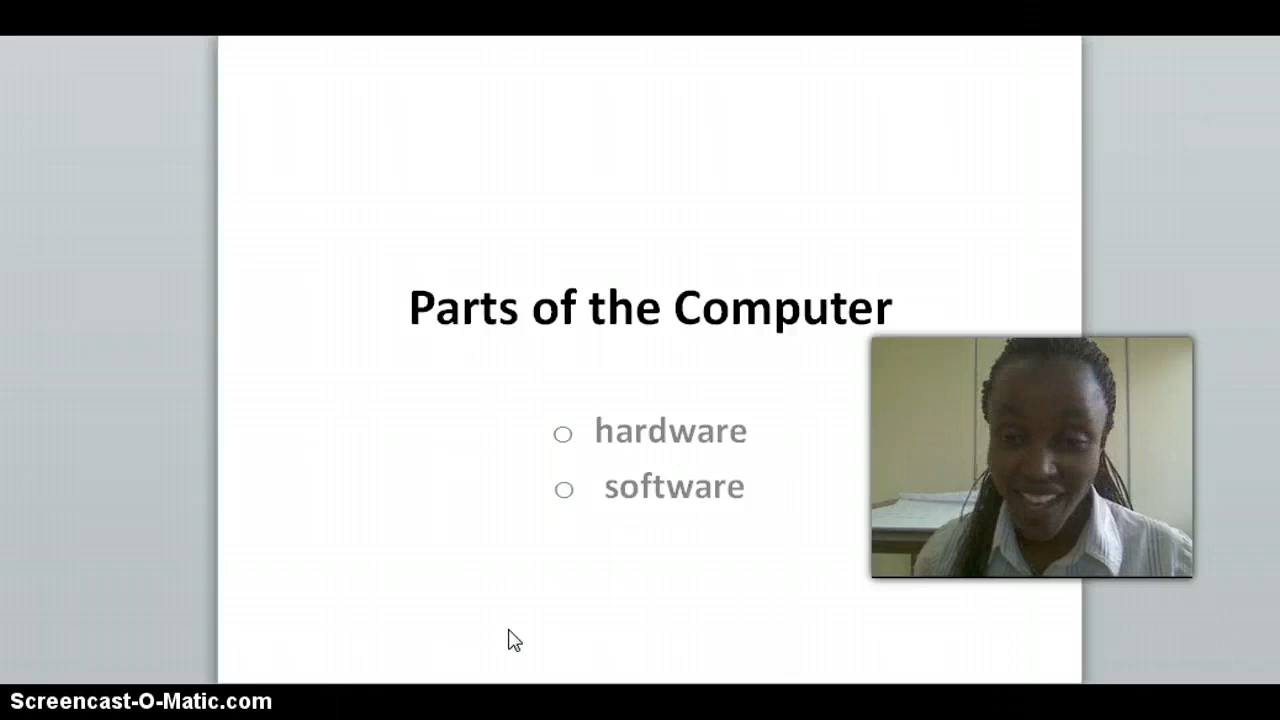 Parts of the Computer
o hardware
o software
Screencast-O-Matic.com